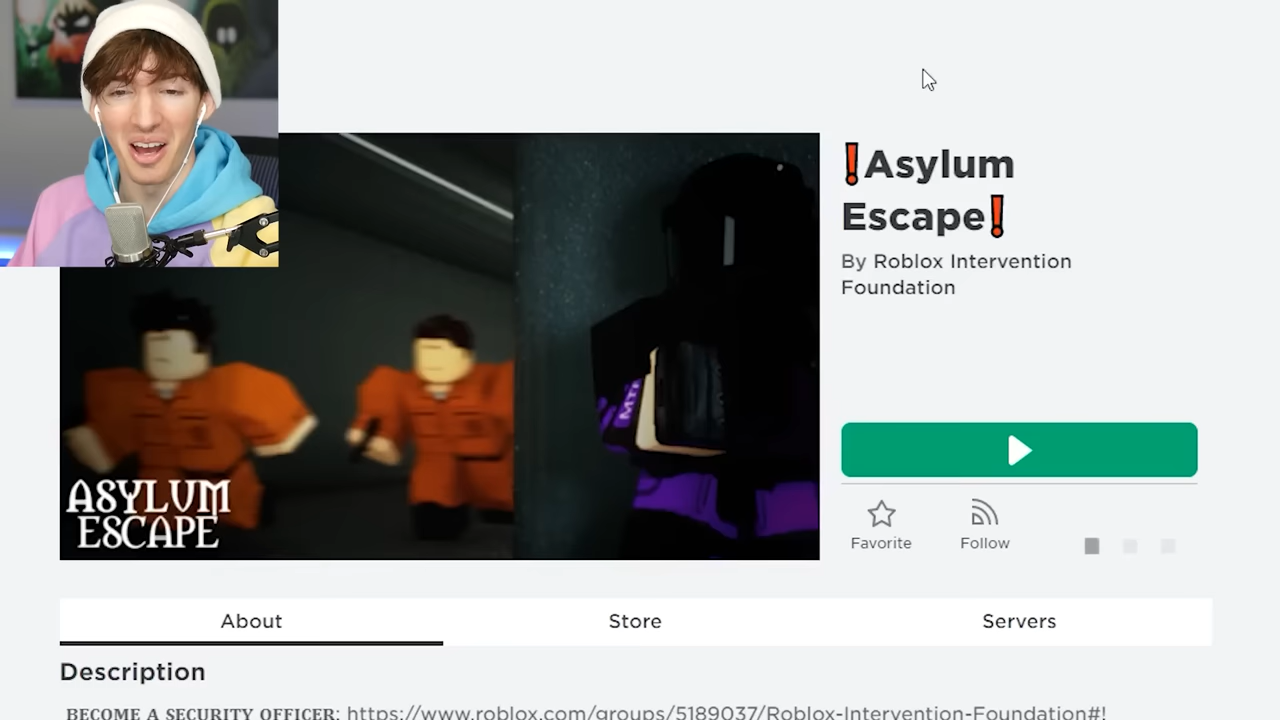 ❗Asylum
Escape❗
By Roblox Intervention
Foundation
MTF
ASYLUM
ESCAPE
Favorite
Follow
About
Store
Servers
Description
BECOME A SECURITY OFFICER: https://www.roblox.com/groups/5189037/Roblox-Intervention-Foundation#!